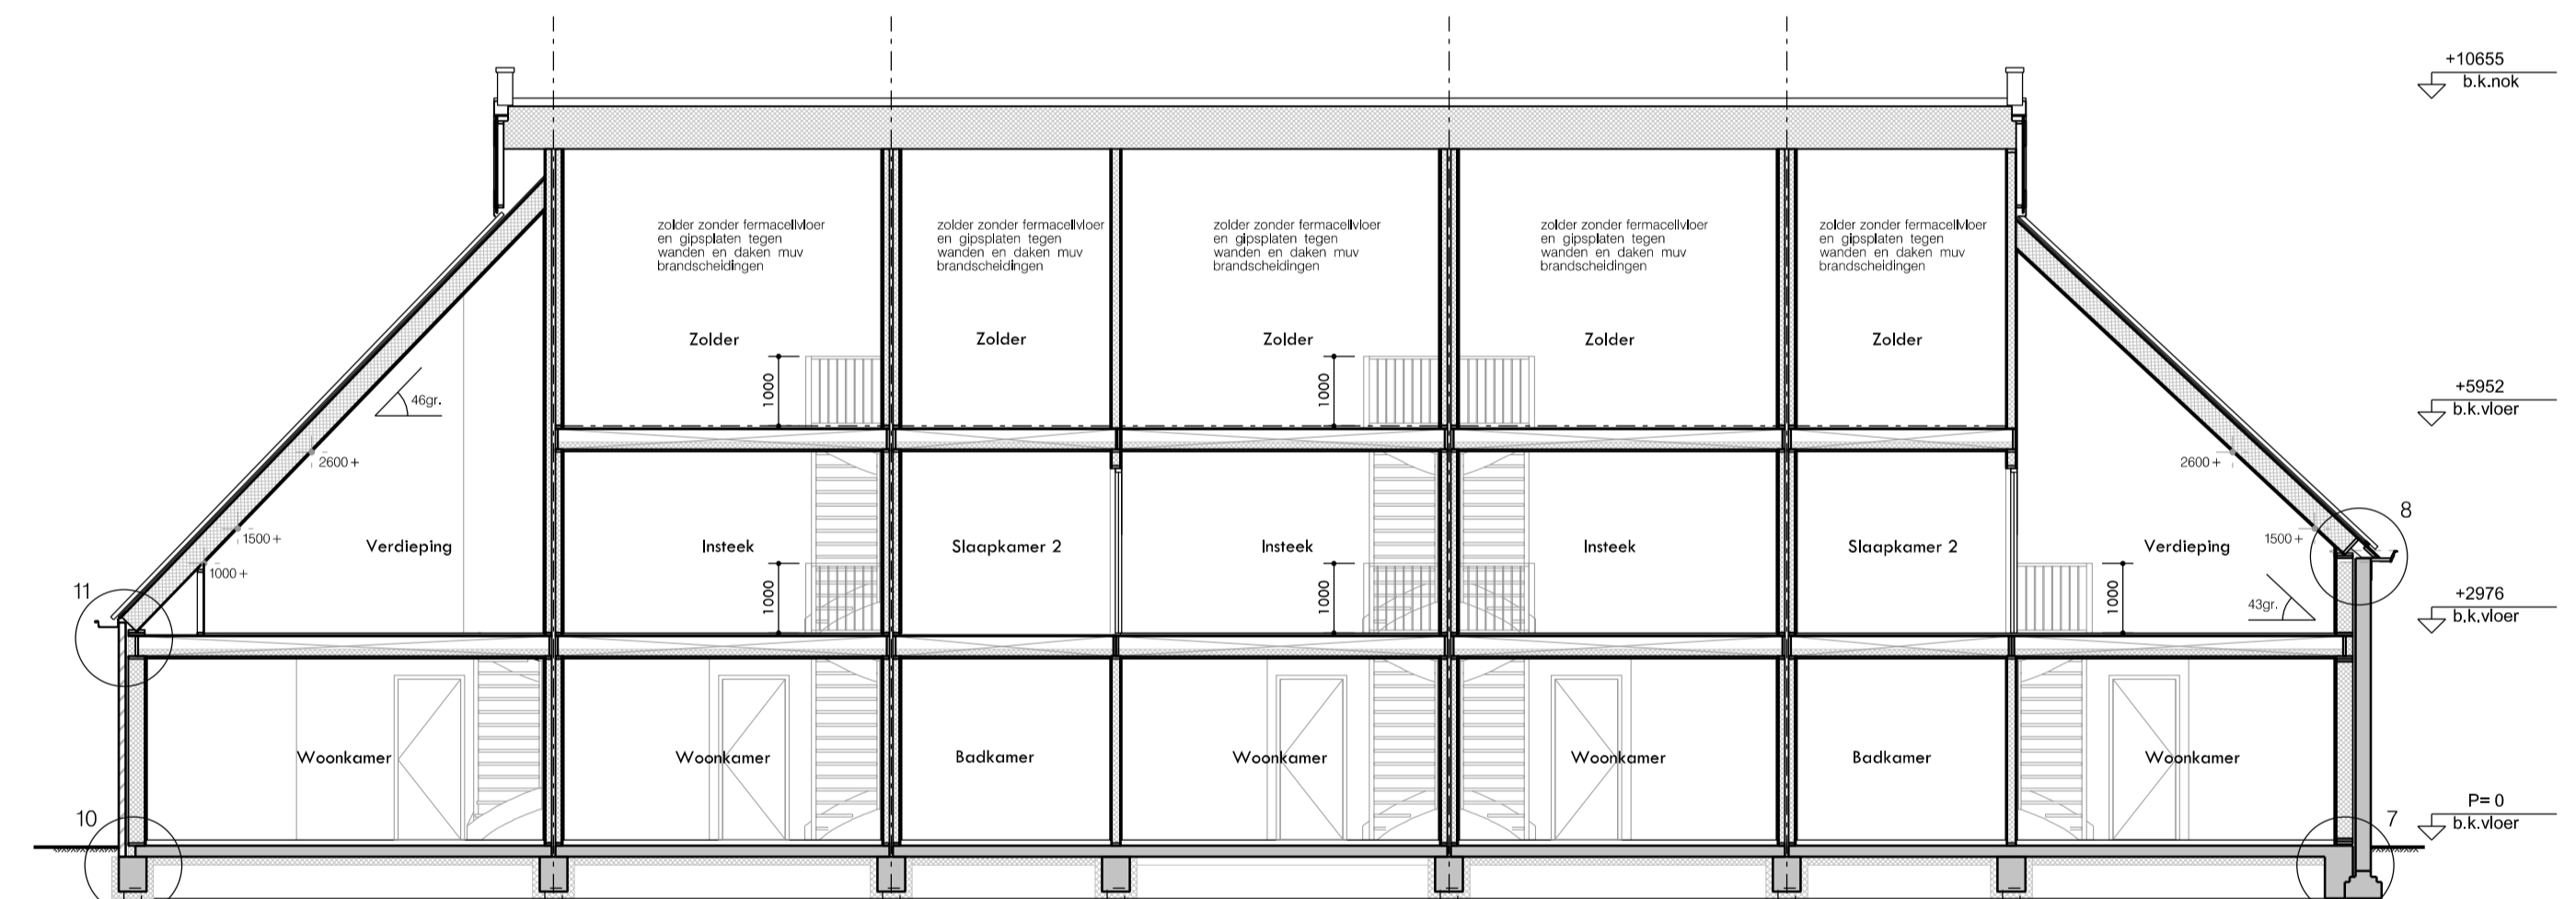 +10655
b.k.nok
zolder zonder fermacellvloer
en gipsplaten tegen
wanden en daken muv
brandscheidingen
zolder zonder fermacellvloer
en gipsplaten tegen
wanden en daken muv
brandscheidingen
zolder zonder fermacellvloer
en gipsplaten tegen
wanden en daken muv
brandscheidingen
zolder zonder fermacellvloer
en gipsplaten tegen
wanden en daken muv
brandscheidingen
zolder zonder fermacellvloer
en gipsplaten tegen
wanden en daken muv
brandscheidingen
Zolder
Zolder
Zolder
Zolder
Zolder
1000
1000
46gr.
+5952
b.k.vloer
2600+
2600+
1500+
1500+
8
Verdieping
Insteek
Slaapkamer 2
Insteek
Insteek
Slaapkamer 2
Verdieping
1000+
11
1000
1000
1000
43gr.
+2976
b.k.vloer
Woonkamer
Woonkamer
Badkamer
Woonkamer
Woonkamer
Badkamer
Woonkamer
10
7
P= 0
b.k.vloer